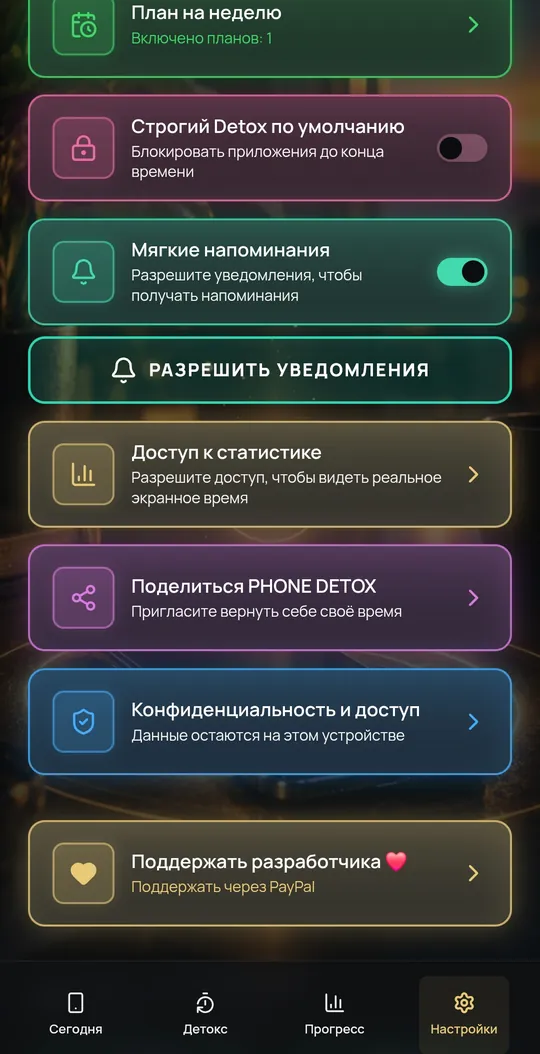 План на неделю
Включено планов: 1
Строгий Detox по умолчанию
Блокировать приложения до конца
времени
Мягкие напоминания
Разрешите уведомления, чтобы
получать напоминания
РАЗРЕШИТЬ УВЕДОМЛЕНИЯ
Доступ к статистике
Разрешите доступ, чтобы видеть реальное
экранное время
Поделиться PHONE DETOX
Пригласите вернуть себе своё время
Конфиденциальность и доступ
Данные остаются на этом устройстве
Поддержать разработчика ❤️
Поддержать через PayPal
Сегодня
Детокс
Прогресс
Настройки